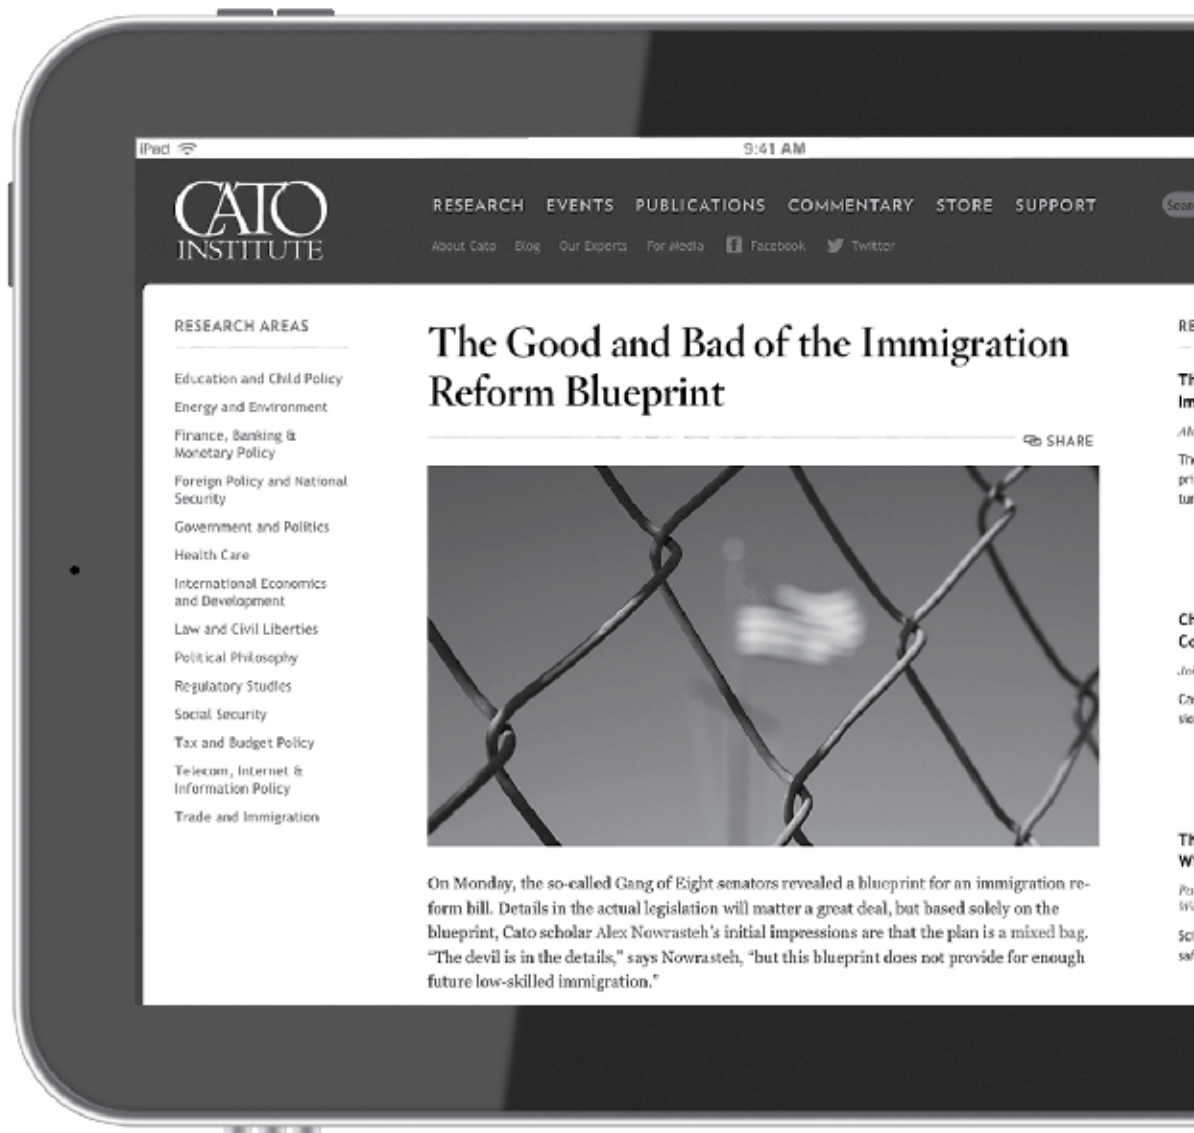 iPad
9:41 AM
CATO
INSTITUTE
RESEARCH EVENTS PUBLICATIONS COMMENTARY STORE SUPPORT
About Cato Blog Our Experts For Media Facebook Twitter
RESEARCH AREAS
Education and Child Policy
Energy and Environment
Finance, Banking &
Monetary Policy
Foreign Policy and National
Security
Government and Politics
Health Care
International Economics
and Development
Law and Civil Liberties
Political Philosophy
Regulatory Studies
Social Security
Tax and Budget Policy
Telecom, Internet &
Information Policy
Trade and Immigration
The Good and Bad of the Immigration
Reform Blueprint
SHARE
On Monday, the so-called Gang of Eight senators revealed a blueprint for an immigration re-
form bill. Details in the actual legislation will matter a great deal, but based solely on the
blueprint, Cato scholar Alex Nowrasteh's initial impressions are that the plan is a mixed bag.
"The devil is in the details," says Nowrasteh, "but this blueprint does not provide for enough
future low-skilled immigration."